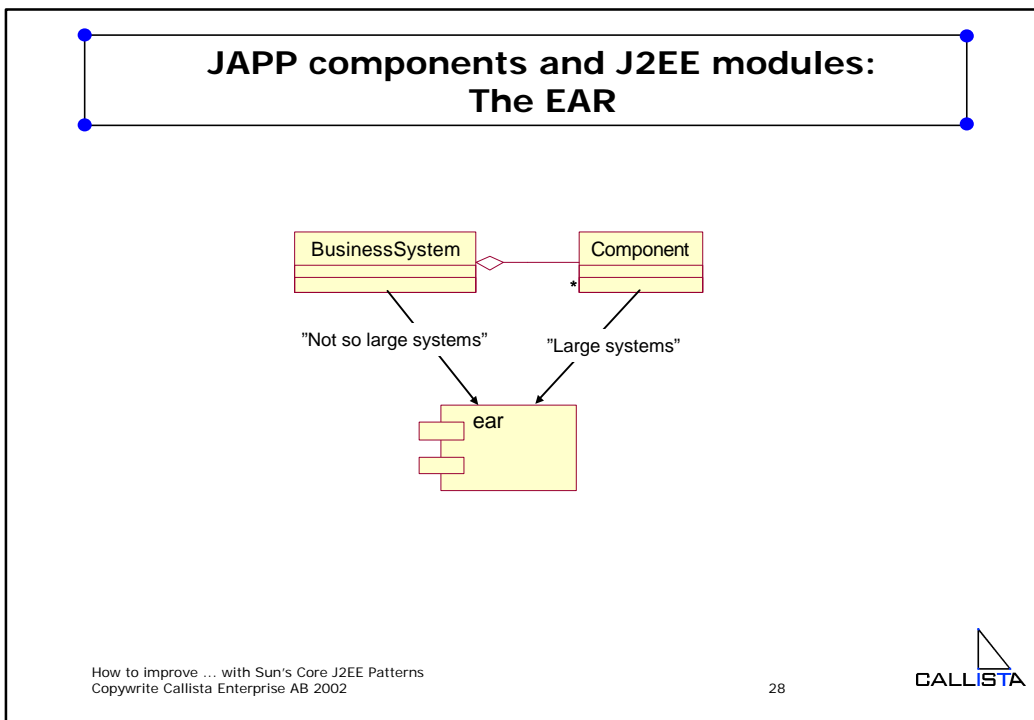 JAPP components and J2EE modules:
The EAR
BusinessSystem
Component
*
”Not so large systems”
”Large systems”
ear
How to improve … with Sun’s Core J2EE Patterns
Copywrite Callista Enterprise AB 2002
28
CALLISTA